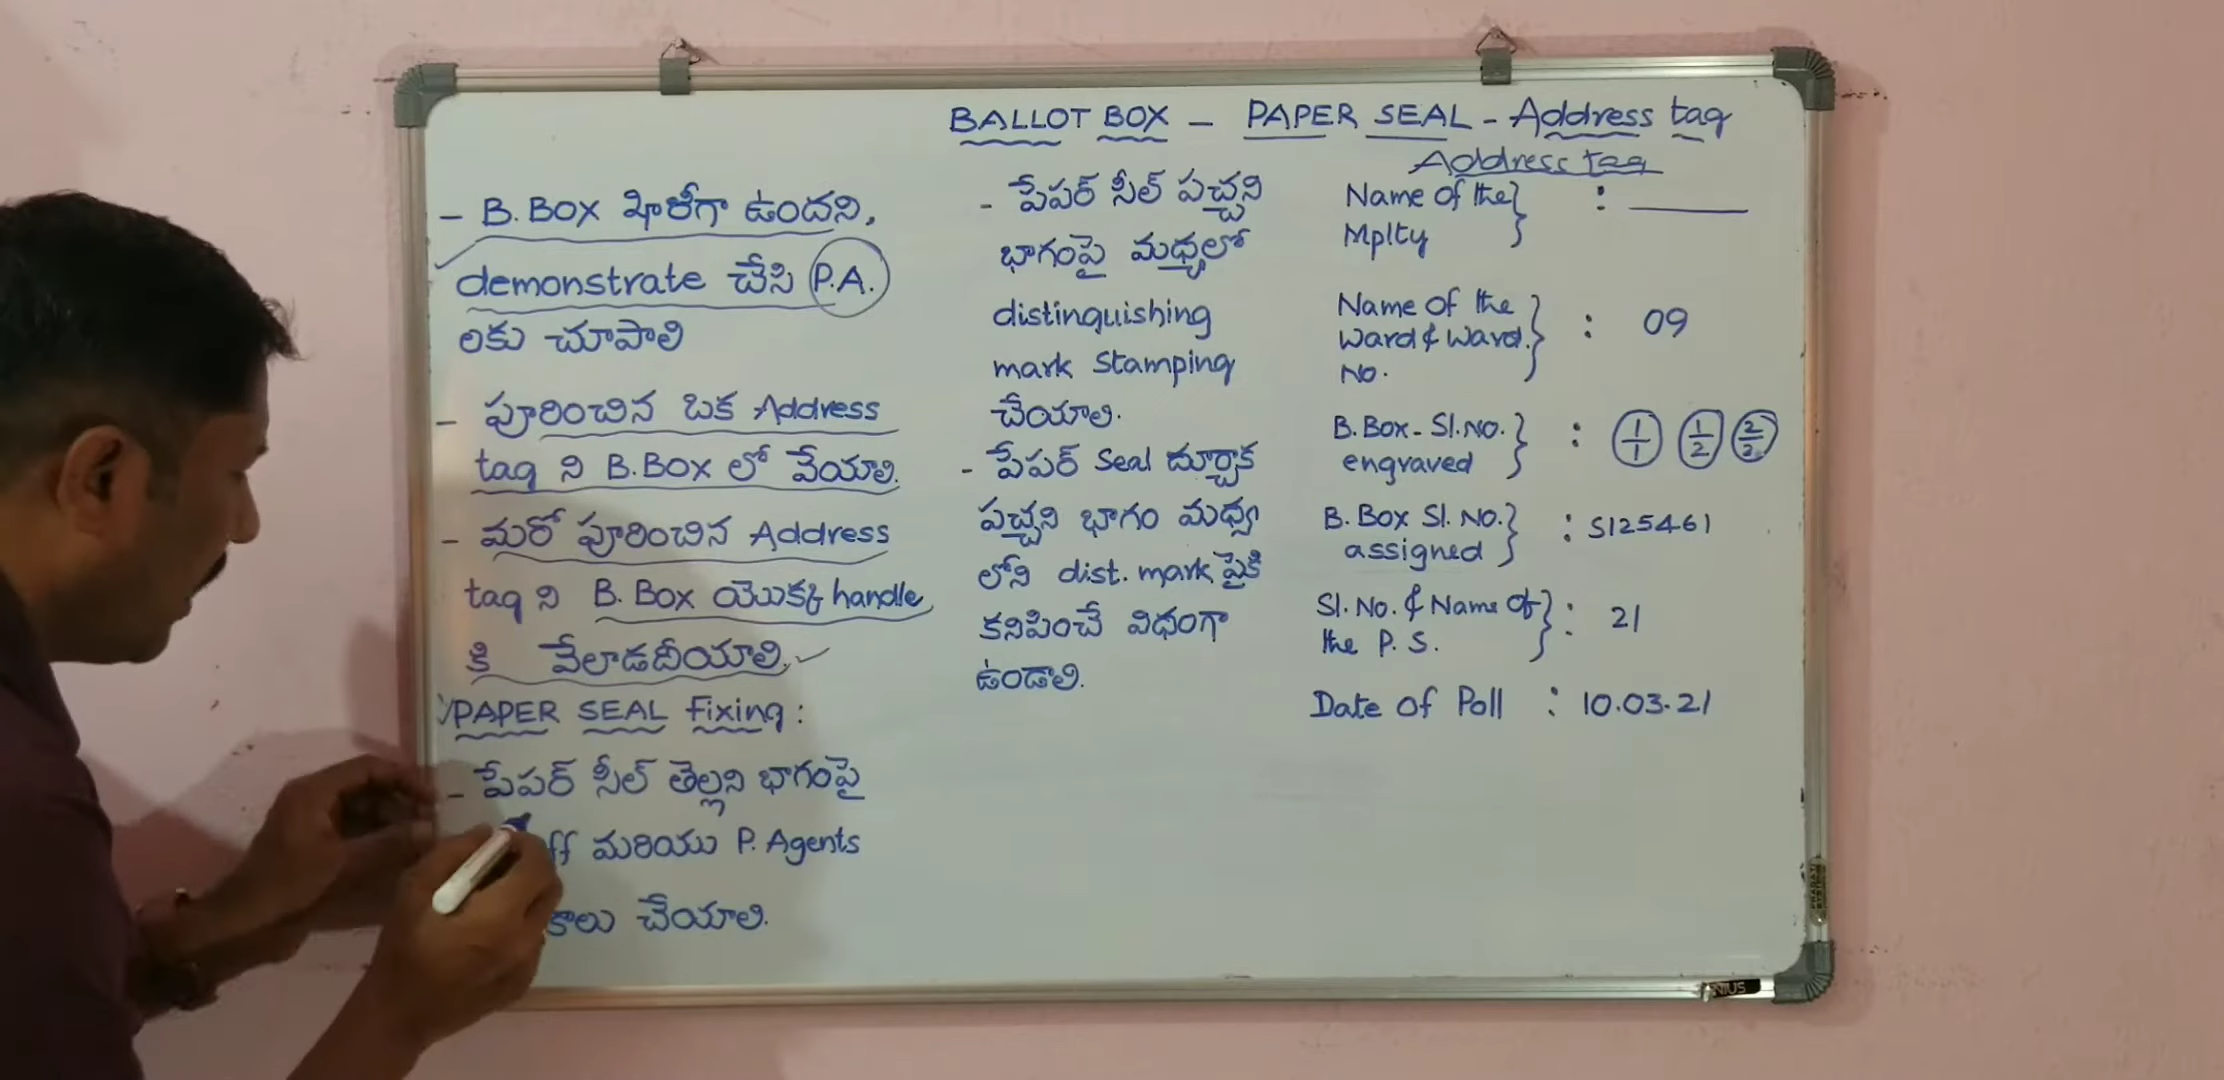 BALLOT BOX - PAPER SEAL - Address tag
- B.BOX ఖాళీగా ఉందని,
demonstrate చేసి P.A.
లకు చూపాలి
- పూరించిన ఒక Address
tag ని B.BOX లో వేయాలి.
- మరో పూరించిన Address
tag ని B. Box యొక్క handle
కి వేలాడదీయాలి.
PAPER SEAL Fixing:
- పేపర్ సీల్ తెల్లని భాగంపై
ff మరియు P. Agents
కాలు చేయాలి.
- పేపర్ సీల్ పచ్చని
భాగంపై మధ్యలో
distinguishing
mark Stamping
చేయాలి.
- పేపర్ Seal దూర్చాక
పచ్చని భాగం మధ్య
లోని dist. mark పైకి
కనిపించే విధంగా
ఉండాలి.
Address tag
Name of the } : ______
Mplty
Name of the
Ward & Ward. } : 09
No.
B.Box - Sl.No. } : 1/1 1/2 2/2
engraved
B. Box Sl. No. } : S125461
assigned
Sl. No. & Name of } : 21
the P. S.
Date of Poll : 10.03.21